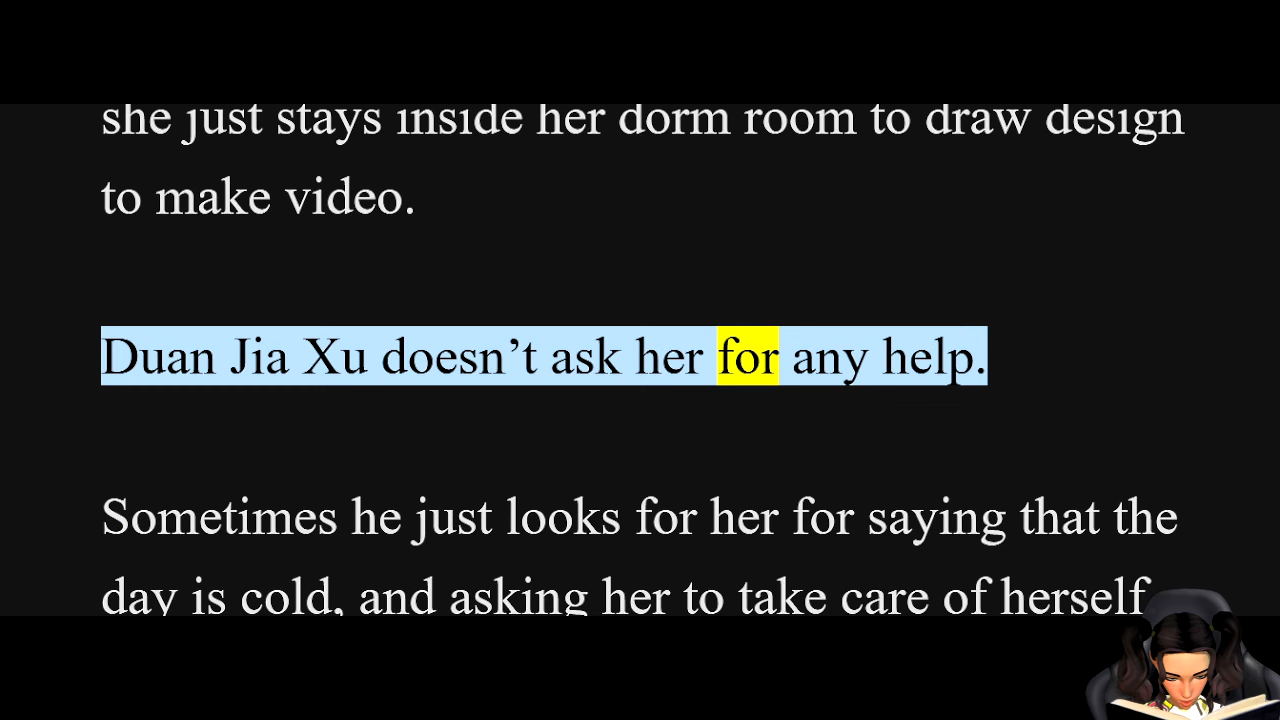 she just stays inside her dorm room to draw design
to make video.
Duan Jia Xu doesn’t ask her for any help.
Sometimes he just looks for her for saying that the
day is cold, and asking her to take care of herself